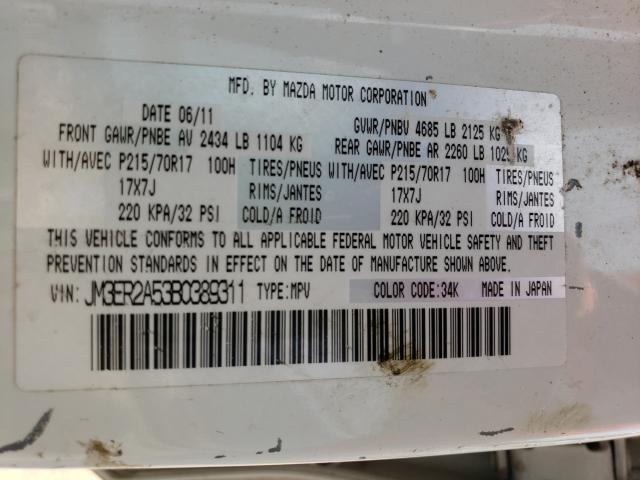 MFD. BY MAZDA MOTOR CORPORATION
DATE 06/11 GVWR/PNBV 4685 LB 2125 KG
FRONT GAWR/PNBE AV 2434 LB 1104 KG REAR GAWR/PNBE AR 2260 LB 1025 KG
WITH/AVEC P215/70R17 100H TIRES/PNEUS WITH/AVEC P215/70R17 100H TIRES/PNEUS
17X7J RIMS/JANTES 17X7J RIMS/JANTES
220 KPA/32 PSI COLD/A FROID 220 KPA/32 PSI COLD/A FROID
THIS VEHICLE CONFORMS TO ALL APPLICABLE FEDERAL MOTOR VEHICLE SAFETY AND THEFT
PREVENTION STANDARDS IN EFFECT ON THE DATE OF MANUFACTURE SHOWN ABOVE.
VIN: JM3ER2A53B0389311 TYPE:MPV COLOR CODE:34K MADE IN JAPAN